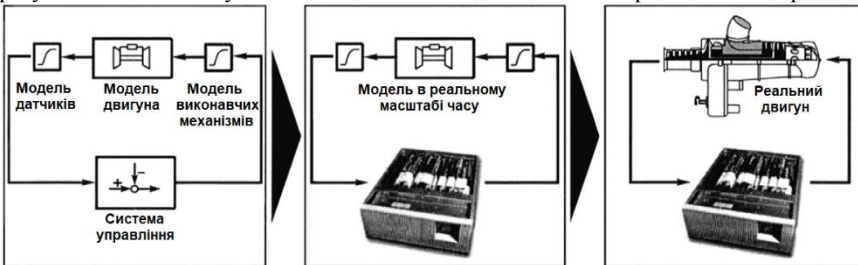 Модель
датчиків
Модель
двигуна
Модель
виконавчих
механізмів
Система
управління
Модель в реальному
масштабі часу
Реальний
двигун